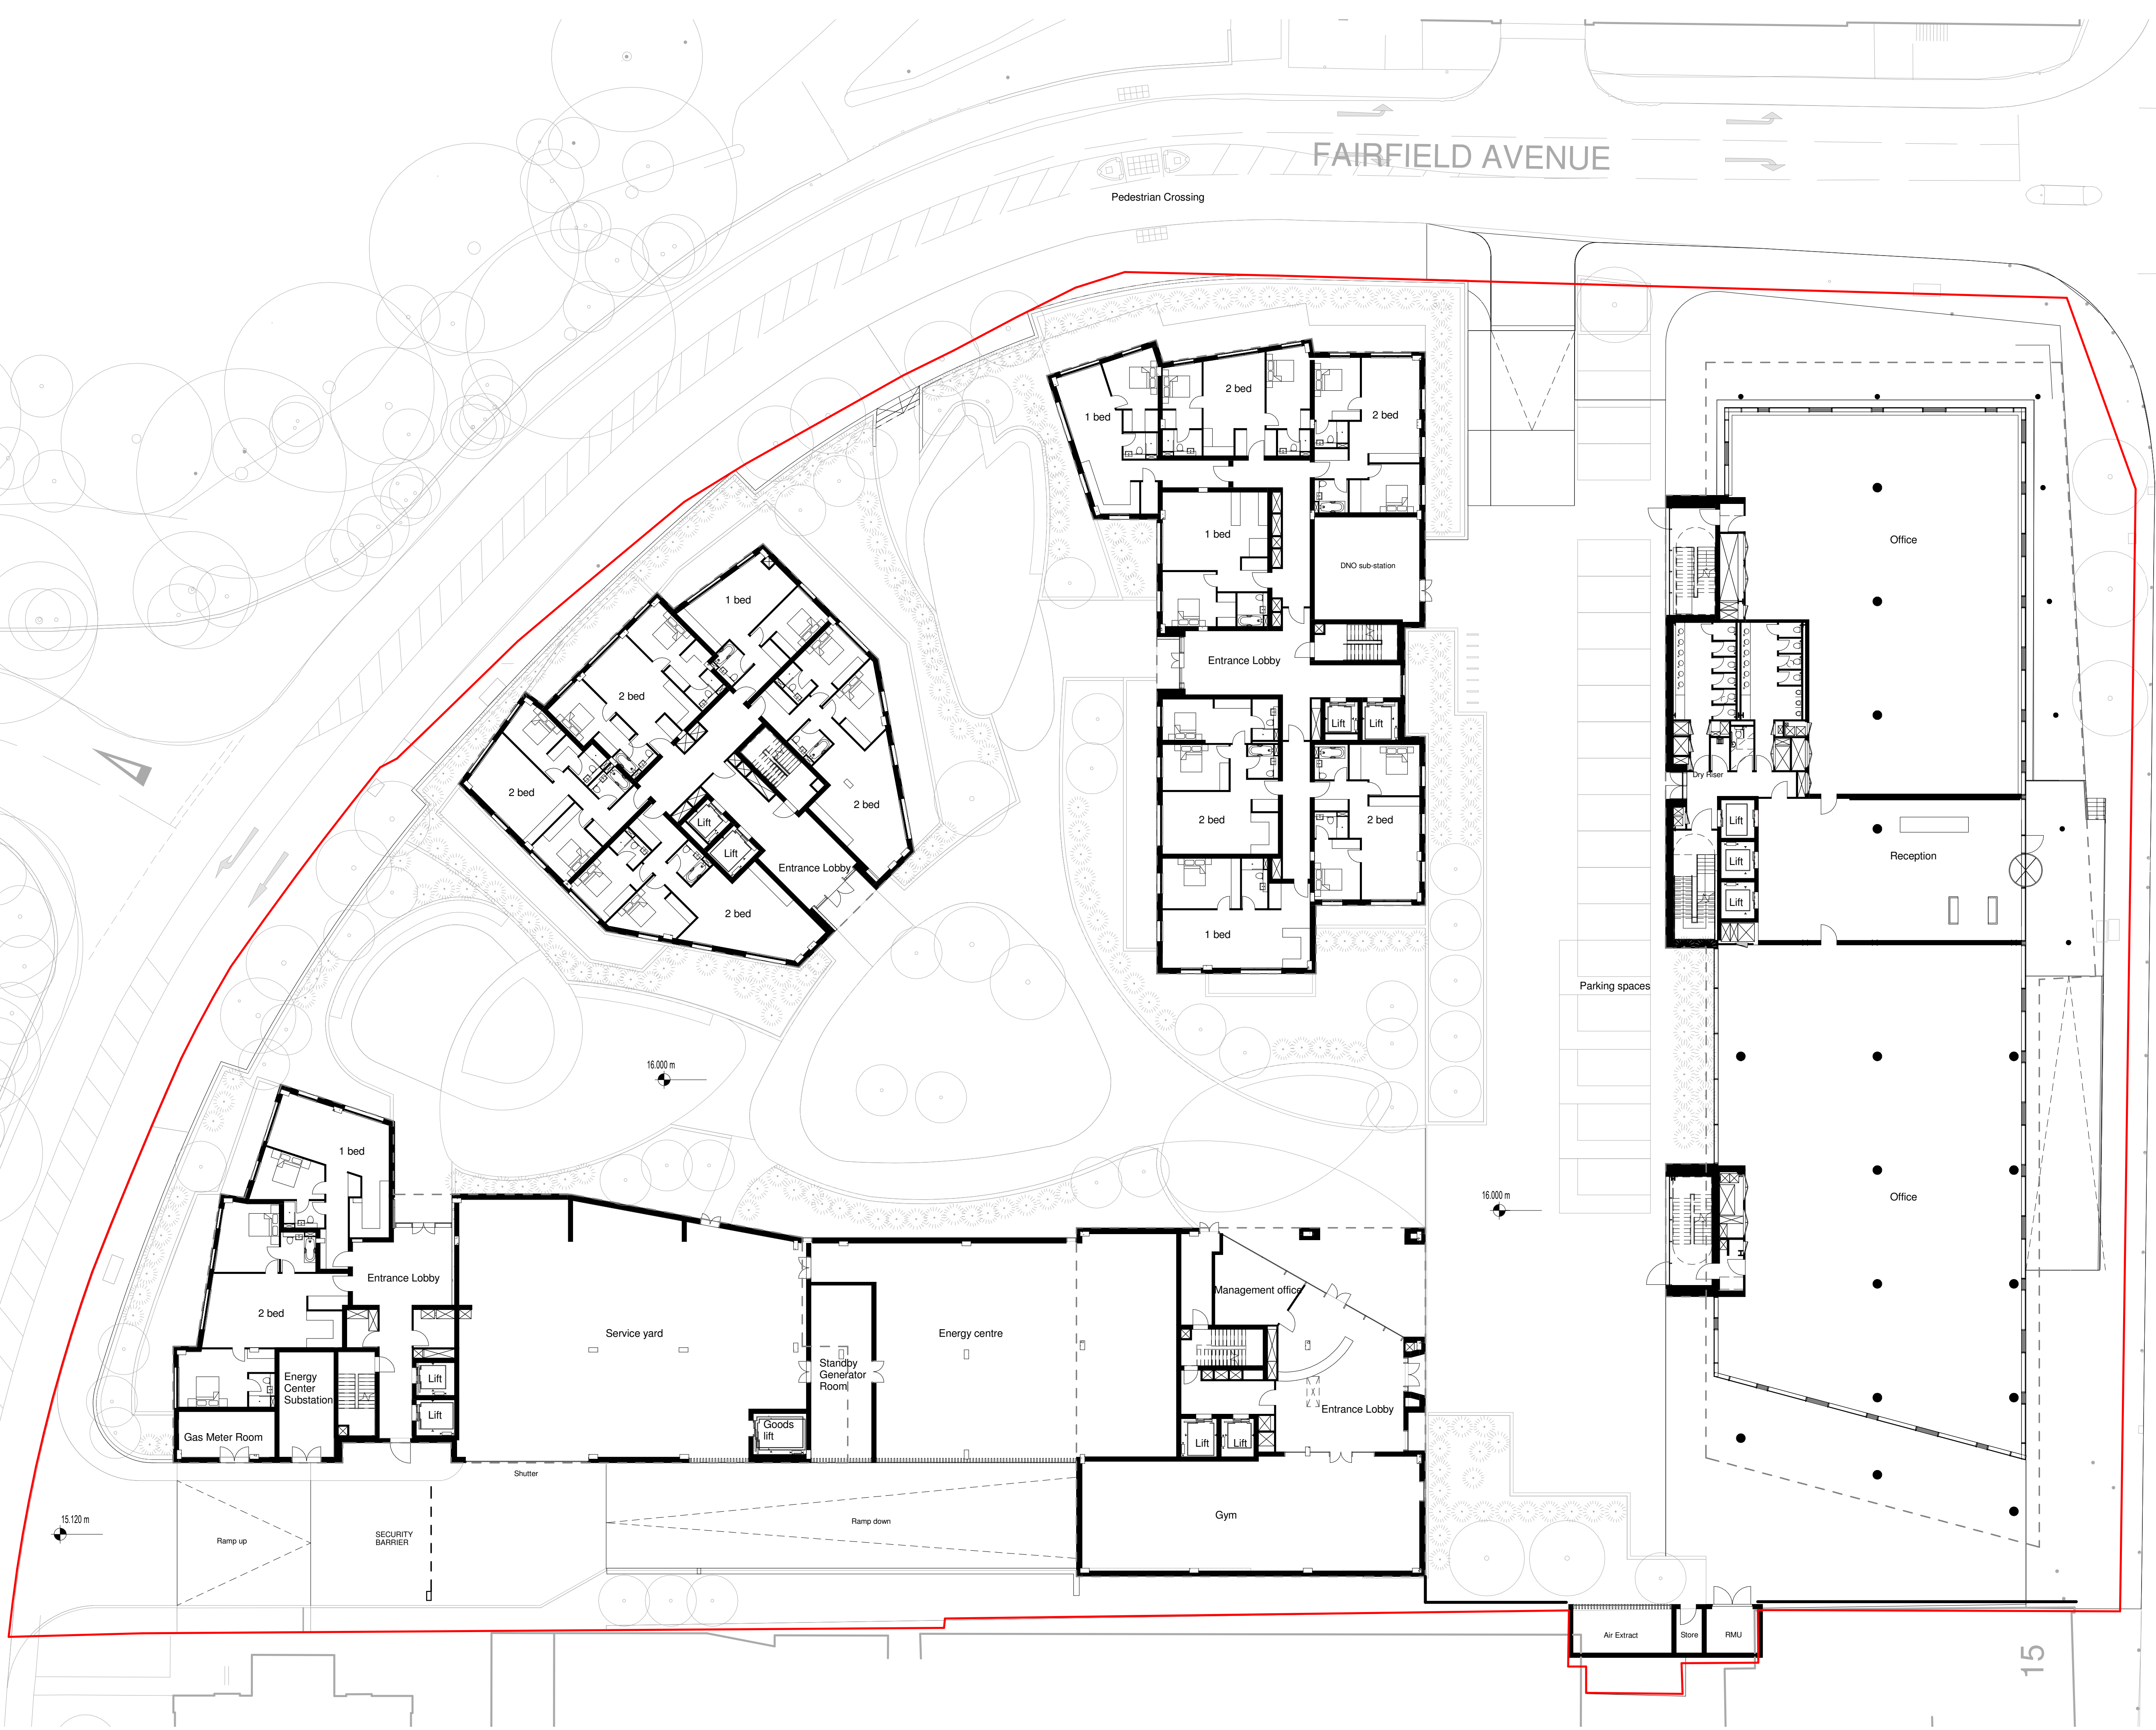 FAIRFIELD AVENUE
Pedestrian Crossing
2 bed
1 bed
2 bed
1 bed
DNO sub-station
Office
1 bed
2 bed
Entrance Lobby
Lift
Lift
2 bed
2 bed
Lift
Lift
Entrance Lobby
2 bed
2 bed
2 bed
1 bed
Dry Riser
Lift
Lift
Lift
Reception
Parking spaces
16.000 m
1 bed
Entrance Lobby
2 bed
16.000 m
Office
Management office
Service yard
Energy centre
Standby
Generator
Room
Energy
Center
Substation
Lift
Lift
Goods
lift
Entrance Lobby
Lift
Lift
Gas Meter Room
Shutter
15.120 m
Ramp up
SECURITY
BARRIER
Ramp down
Gym
Air Extract
Store
RMU
15